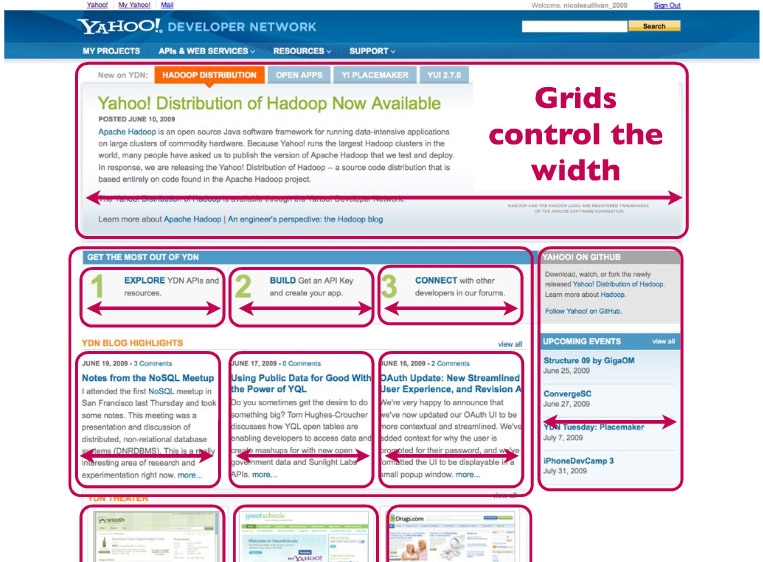 Yahoo! My Yahoo! Mail Welcome, nicolesullivan_2000 Sign Out
YAHOO! DEVELOPER NETWORK Search
MY PROJECTS APIs & WEB SERVICES RESOURCES SUPPORT
New on YDN: HADOOP DISTRIBUTION OPEN APPS Y! PLACEMAKER YUI 2.7.0
Yahoo! Distribution of Hadoop Now Available
POSTED JUNE 10, 2009
Apache Hadoop is an open source Java software framework for running data-intensive applications
on large clusters of commodity hardware. Because Yahoo! runs the largest Hadoop clusters in the
world, many people have asked us to publish the version of Apache Hadoop that we test and deploy.
In response, we are releasing the Yahoo! Distribution of Hadoop -- a source code distribution that is
based entirely on code found in the Apache Hadoop project.
The Yahoo! Distribution of Hadoop is available through the Yahoo! Developer Network.
Learn more about Apache Hadoop | An engineer's perspective: the Hadoop blog
Grids
control the
width
HADOOP AND THE HADOOP LOGO ARE REGISTERED TRADEMARKS
OF THE APACHE SOFTWARE FOUNDATION
GET THE MOST OUT OF YDN
1 EXPLORE YDN APIs and
resources.
2 BUILD Get an API Key
and create your app.
3 CONNECT with other
developers in our forums.
YDN BLOG HIGHLIGHTS view all
JUNE 19, 2009 - 3 Comments
Notes from the NoSQL Meetup
I attended the first NoSQL meetup in
San Francisco last Thursday and took
some notes. This meeting was a
presentation and discussion of
distributed, non-relational database
systems (DNRDBMS). This is a really
interesting area of research and
experimentation right now. more...
JUNE 17, 2009 - 0 Comments
Using Public Data for Good With
the Power of YQL
Do you sometimes get the desire to do
something big? Tom Hughes-Croucher
discusses how YQL open tables are
enabling developers to access data and
create mashups for with new open
government data and Sunlight Labs
APIs. more...
JUNE 16, 2009 - 2 Comments
OAuth Update: New Streamlined
User Experience, and Revision A
We're very happy to announce that
we've now updated our OAuth UI to be
more contextual and streamlined. We've
added context for why the user is
prompted for their password, and we've
formatted the UI to be displayable in a
small popup window. more...
YAHOO! ON GITHUB
Download, watch, or fork the newly
released Yahoo! Distribution of Hadoop.
Learn more about Hadoop.
Follow Yahoo! on GitHub.
UPCOMING EVENTS view all
Structure 09 by GigaOM
June 25, 2009
ConvergeSC
June 27, 2009
YDN Tuesday: Placemaker
July 7, 2009
iPhoneDevCamp 3
July 31, 2009
YDN THEATER view all
greatschools
Welcome to GreatSchools
YAHOO!
Drugs.com